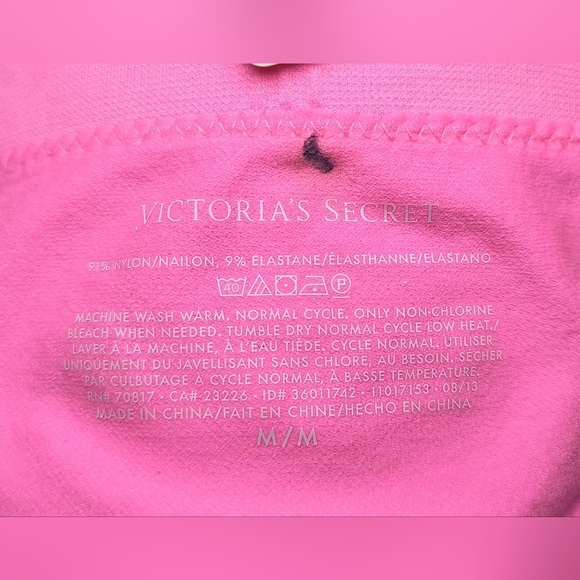 VICTORIA'S SECRET
91% NYLON/NAILON, 9% ELASTANE/ÉLASTHANNE/ELASTANO
40 P
MACHINE WASH WARM. NORMAL CYCLE. ONLY NON-CHLORINE
BLEACH WHEN NEEDED. TUMBLE DRY NORMAL CYCLE LOW HEAT./
LAVER À LA MACHINE, À L'EAU TIÈDE. CYCLE NORMAL. UTILISER
UNIQUEMENT DU JAVELLISANT SANS CHLORE, AU BESOIN. SÉCHER
PAR CULBUTAGE À CYCLE NORMAL, À BASSE TEMPÉRATURE.
RN# 70817 · CA# 23226 · ID# 36011742 · 11017153 · 08/13
MADE IN CHINA/FAIT EN CHINE/HECHO EN CHINA
M/M